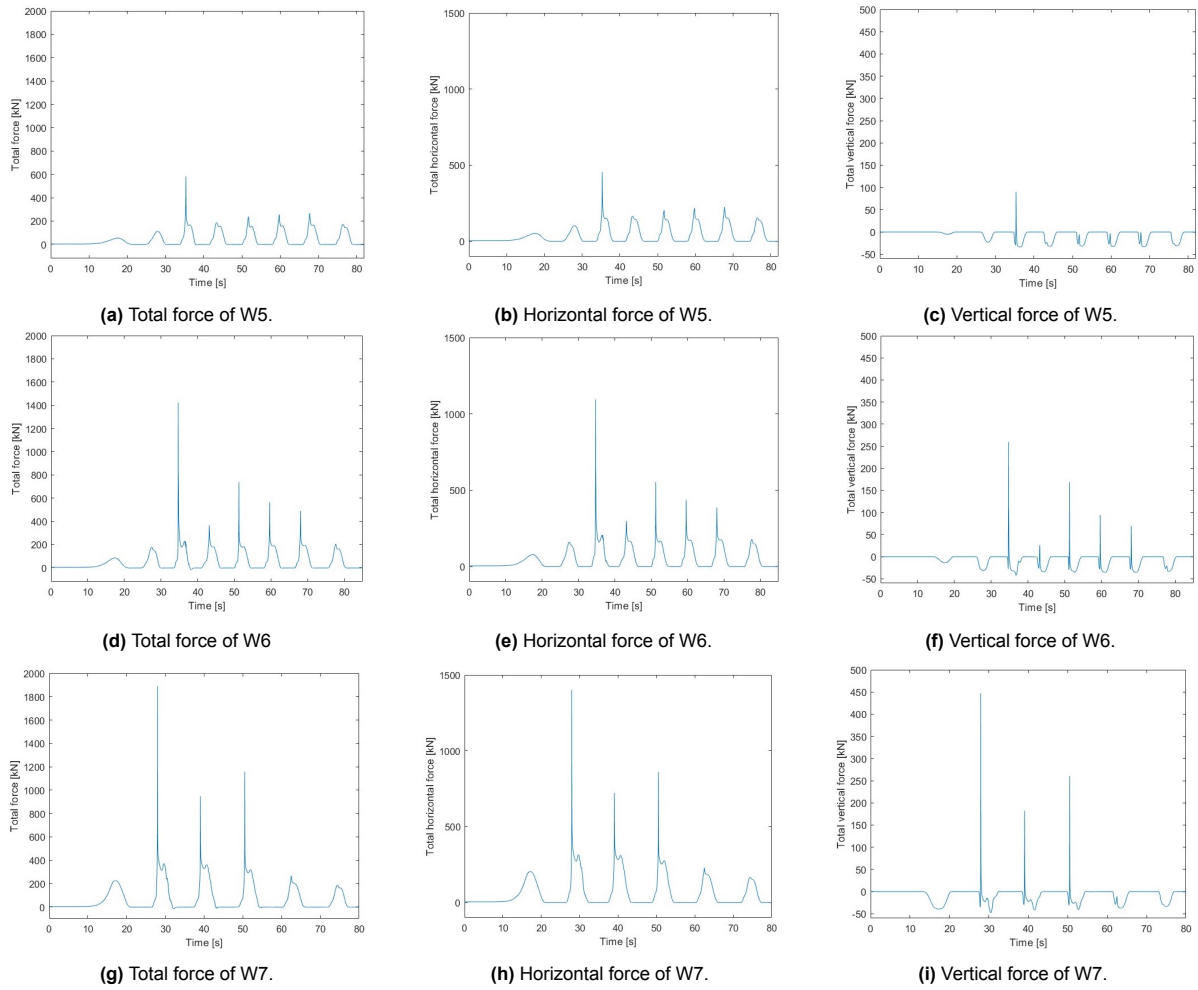 2000
1800
1600
1400
1200
1000
800
600
400
200
0
Total force [kN]
0 10 20 30 40 50 60 70 80
Time [s]
(a) Total force of W5.
1500
1000
500
0
Total horizontal force [kN]
0 10 20 30 40 50 60 70 80
Time [s]
(b) Horizontal force of W5.
500
450
400
350
300
250
200
150
100
50
0
-50
Total vertical force [kN]
0 10 20 30 40 50 60 70 80
Time [s]
(c) Vertical force of W5.
2000
1800
1600
1400
1200
1000
800
600
400
200
0
Total force [kN]
0 10 20 30 40 50 60 70 80
Time [s]
(d) Total force of W6
1500
1000
500
0
Total horizontal force [kN]
0 10 20 30 40 50 60 70 80
Time [s]
(e) Horizontal force of W6.
500
450
400
350
300
250
200
150
100
50
0
-50
Total vertical force [kN]
0 10 20 30 40 50 60 70 80
Time [s]
(f) Vertical force of W6.
2000
1800
1600
1400
1200
1000
800
600
400
200
0
Total force [kN]
0 10 20 30 40 50 60 70 80
Time [s]
(g) Total force of W7.
1500
1000
500
0
Total horizontal force [kN]
0 10 20 30 40 50 60 70 80
Time [s]
(h) Horizontal force of W7.
500
450
400
350
300
250
200
150
100
50
0
-50
Total vertical force [kN]
0 10 20 30 40 50 60 70 80
Time [s]
(i) Vertical force of W7.